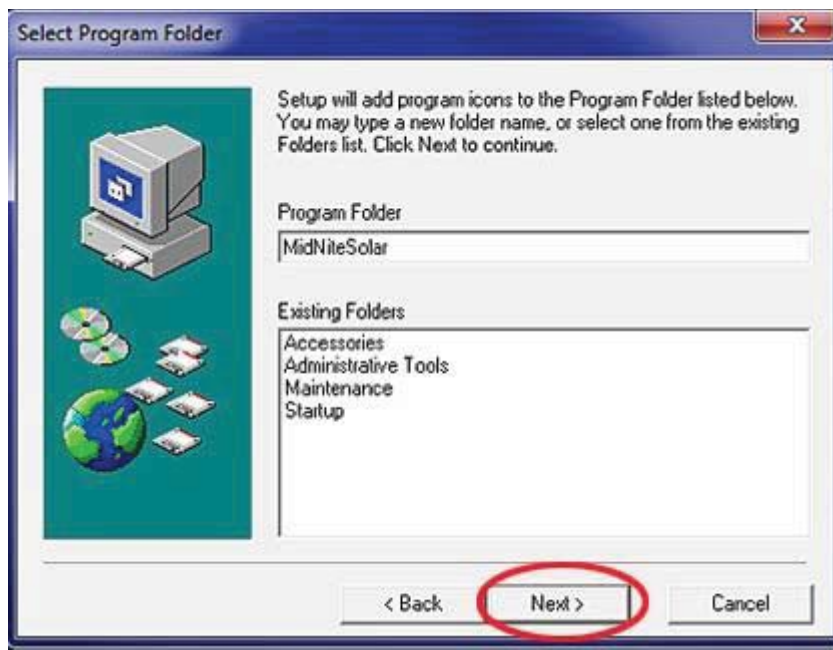 Select Program Folder
Setup will add program icons to the Program Folder listed below.
You may type a new folder name, or select one from the existing
Folders list. Click Next to continue.
Program Folder
MidNiteSolar
Existing Folders
Accessories
Administrative Tools
Maintenance
Startup
< Back
Next >
Cancel